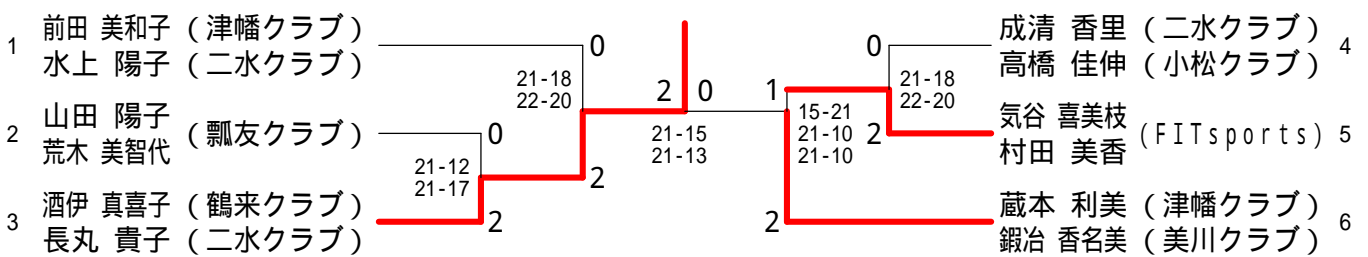 1 前田 美和子 (津幡クラブ)
水上 陽子 (二水クラブ)
2 山田 陽子
荒木 美智代
(瓢友クラブ)
3 酒伊 真喜子 (鶴来クラブ)
長丸 貴子 (二水クラブ)
0
21-18
22-20
0
21-12
21-17
2
2
2 0
21-15
21-13
1
15-21
21-10
21-10
2
0
21-18
22-20
2
成清 香里 (二水クラブ) 4
高橋 佳伸 (小松クラブ)
気谷 喜美枝
村田 美香
(FITsports) 5
蔵本 利美 (津幡クラブ) 6
鍜冶 香名美 (美川クラブ)